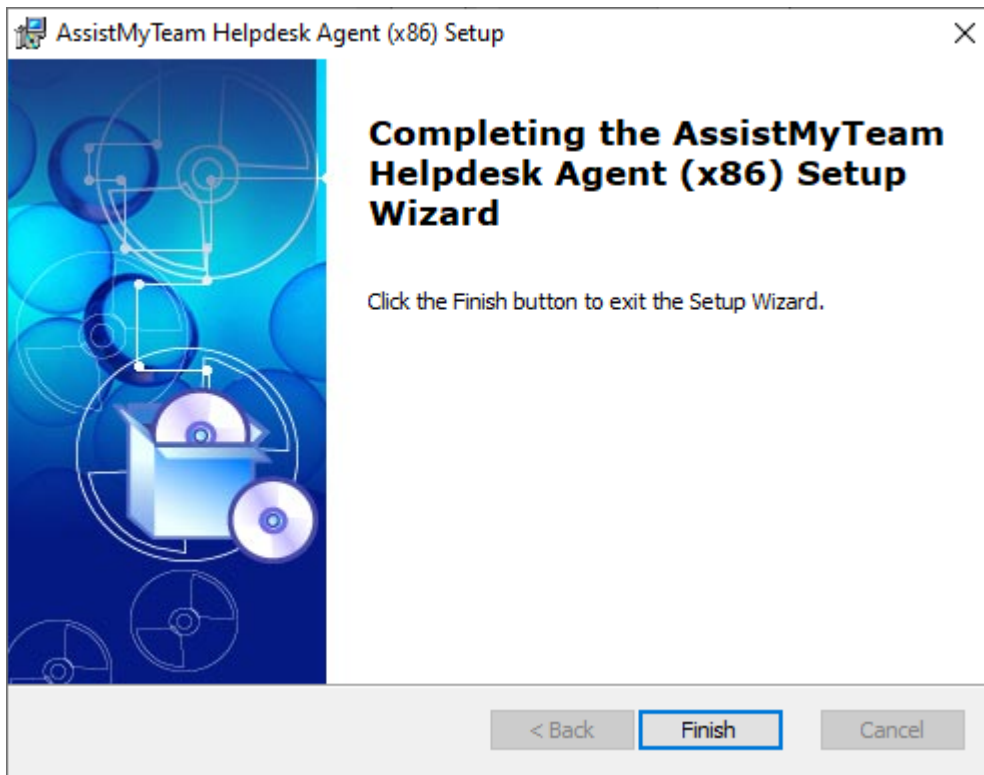 AssistMyTeam Helpdesk Agent (x86) Setup
Completing the AssistMyTeam
Helpdesk Agent (x86) Setup
Wizard
Click the Finish button to exit the Setup Wizard.
< Back
Finish
Cancel